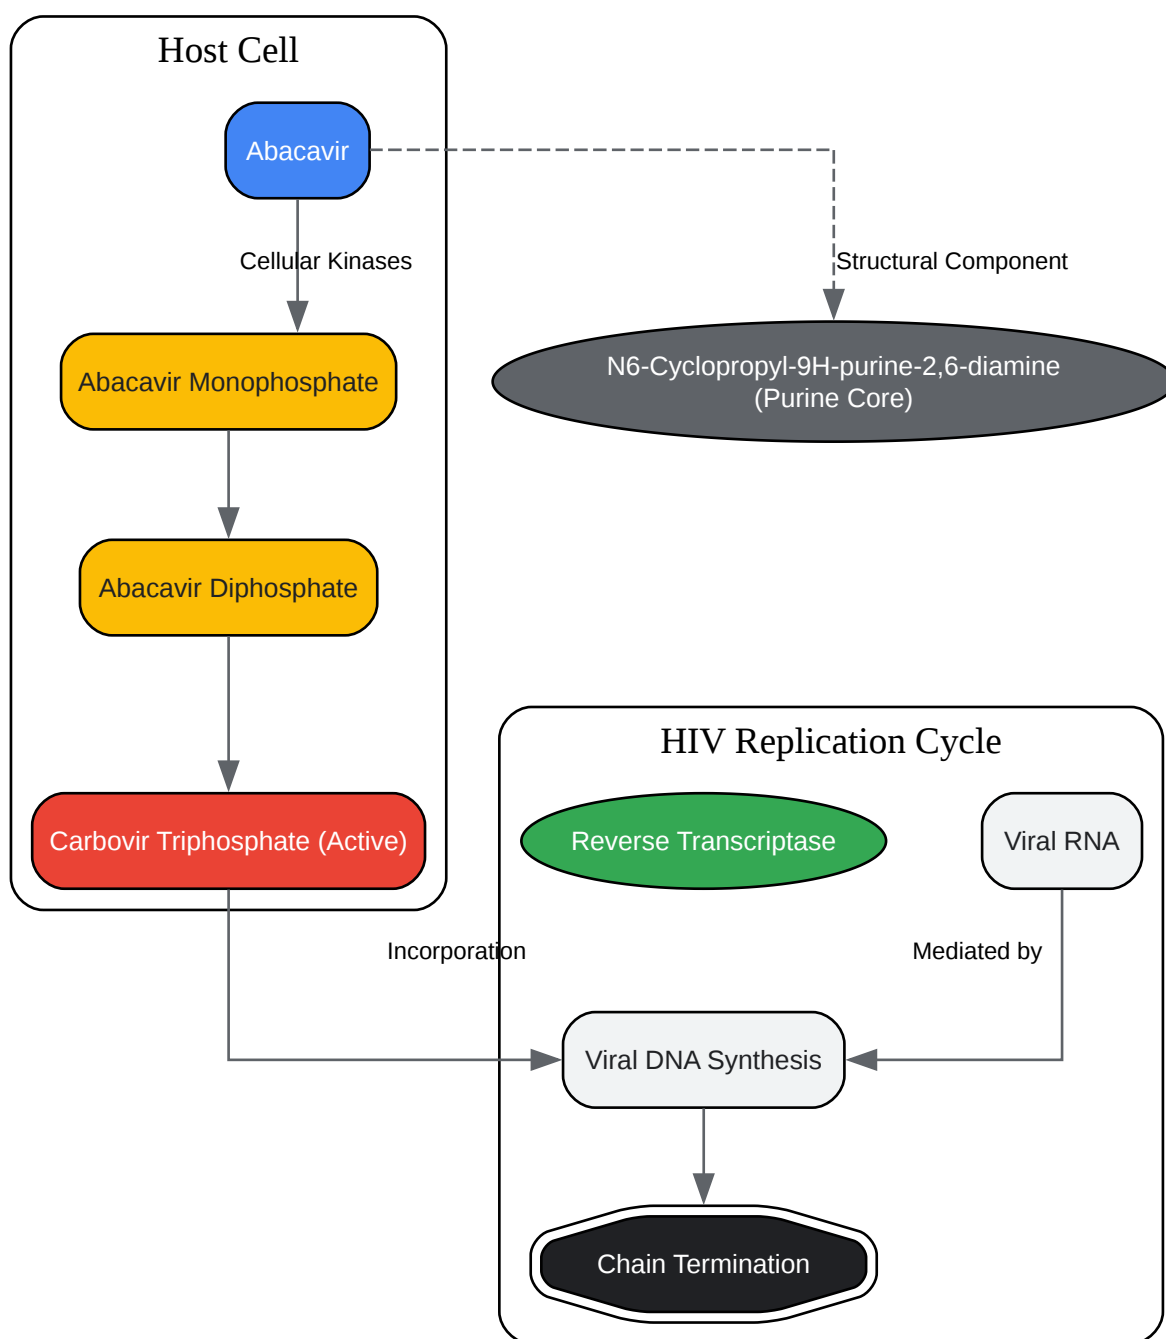 Host Cell
Abacavir
Cellular Kinases
Structural Component
Abacavir Monophosphate
N6-Cyclopropyl-9H-purine-2,6-diamine
(Purine Core)
Abacavir Diphosphate
HIV Replication Cycle
Carbovir Triphosphate (Active)
Reverse Transcriptase
Viral RNA
Incorporation
Mediated by
Viral DNA Synthesis
Chain Termination